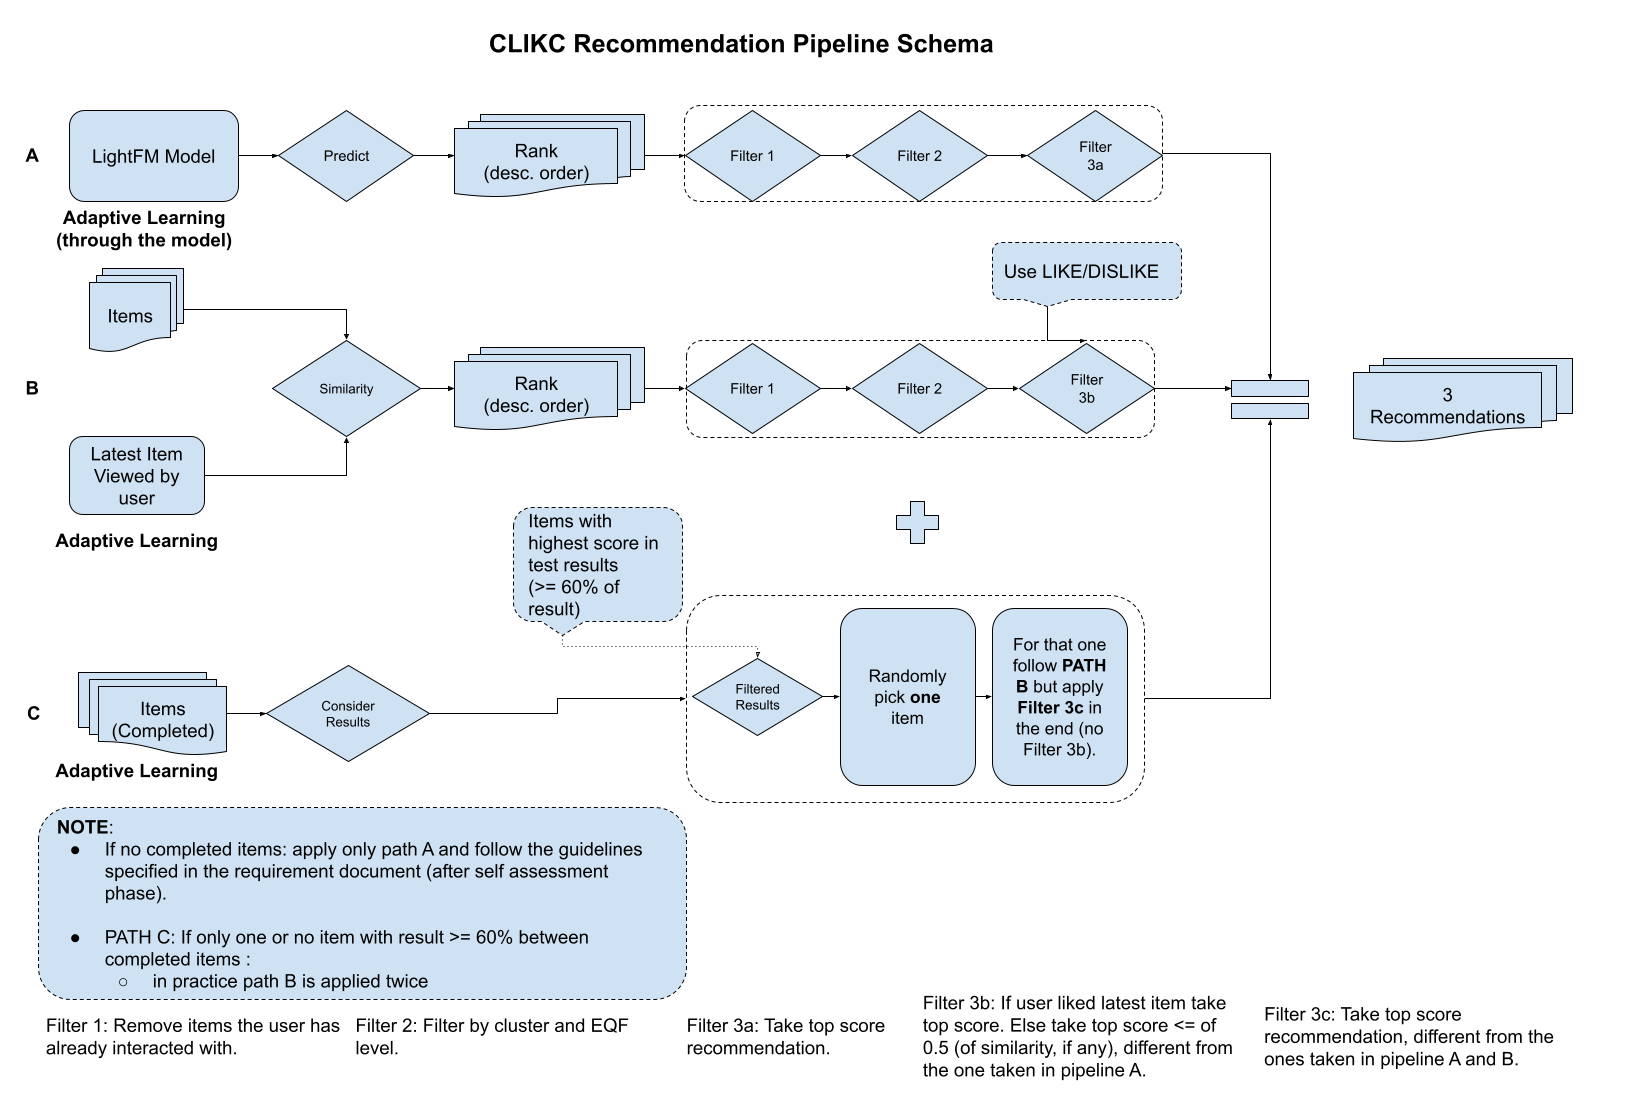 CLIKC Recommendation Pipeline Schema
A
LightFM Model
Predict
Rank
(desc. order)
Filter 1
Filter 2
Filter
3a
Adaptive Learning
(through the model)
Use LIKE/DISLIKE
Items
B
Similarity
Rank
(desc. order)
Filter 1
Filter 2
Filter
3b
3
Recommendations
Latest Item
Viewed by
user
Adaptive Learning
Items with
highest score in
test results
(>= 60% of
result)
C
Items
(Completed)
Consider
Results
Filtered
Results
Randomly
pick one
item
For that one
follow PATH
B but apply
Filter 3c in
the end (no
Filter 3b).
Adaptive Learning
NOTE:
● If no completed items: apply only path A and follow the guidelines
specified in the requirement document (after self assessment
phase).
● PATH C: If only one or no item with result >= 60% between
completed items :
○ in practice path B is applied twice
Filter 1: Remove items the user has
already interacted with.
Filter 2: Filter by cluster and EQF
level.
Filter 3a: Take top score
recommendation.
Filter 3b: If user liked latest item take
top score. Else take top score <= of
0.5 (of similarity, if any), different from
the one taken in pipeline A.
Filter 3c: Take top score
recommendation, different from the
ones taken in pipeline A and B.